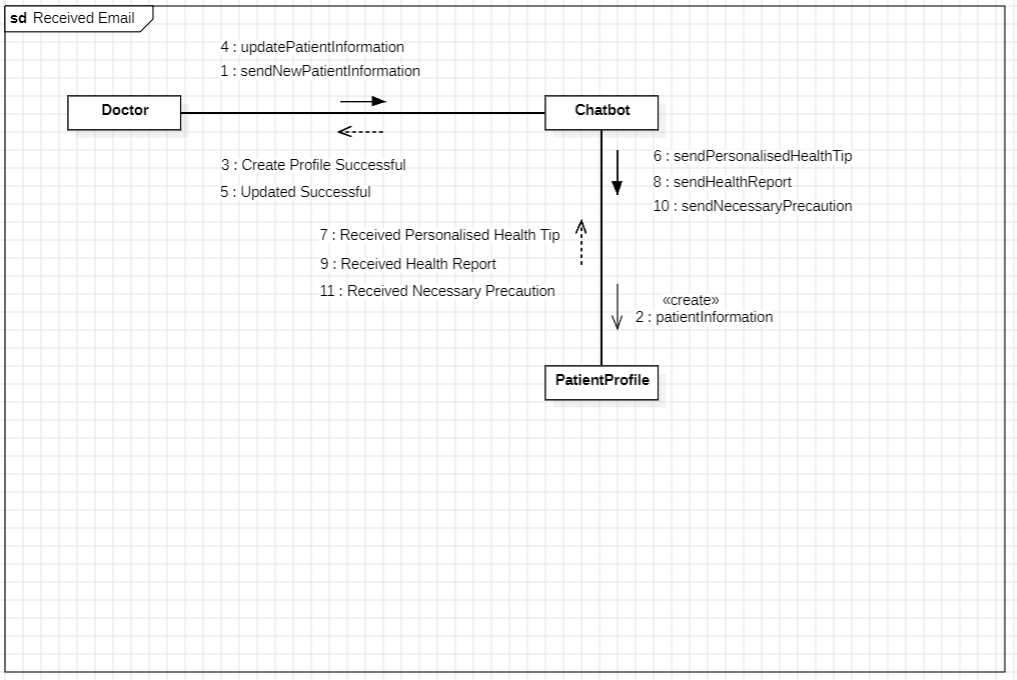 sd Received Email
4 : updatePatientInformation
1 : sendNewPatientInformation
Doctor
Chatbot
3 : Create Profile Successful
5 : Updated Successful
6 : sendPersonalisedHealthTip
8 : sendHealthReport
10 : sendNecessaryPrecaution
7 : Received Personalised Health Tip
9 : Received Health Report
11 : Received Necessary Precaution
«create»
2 : patientInformation
PatientProfile